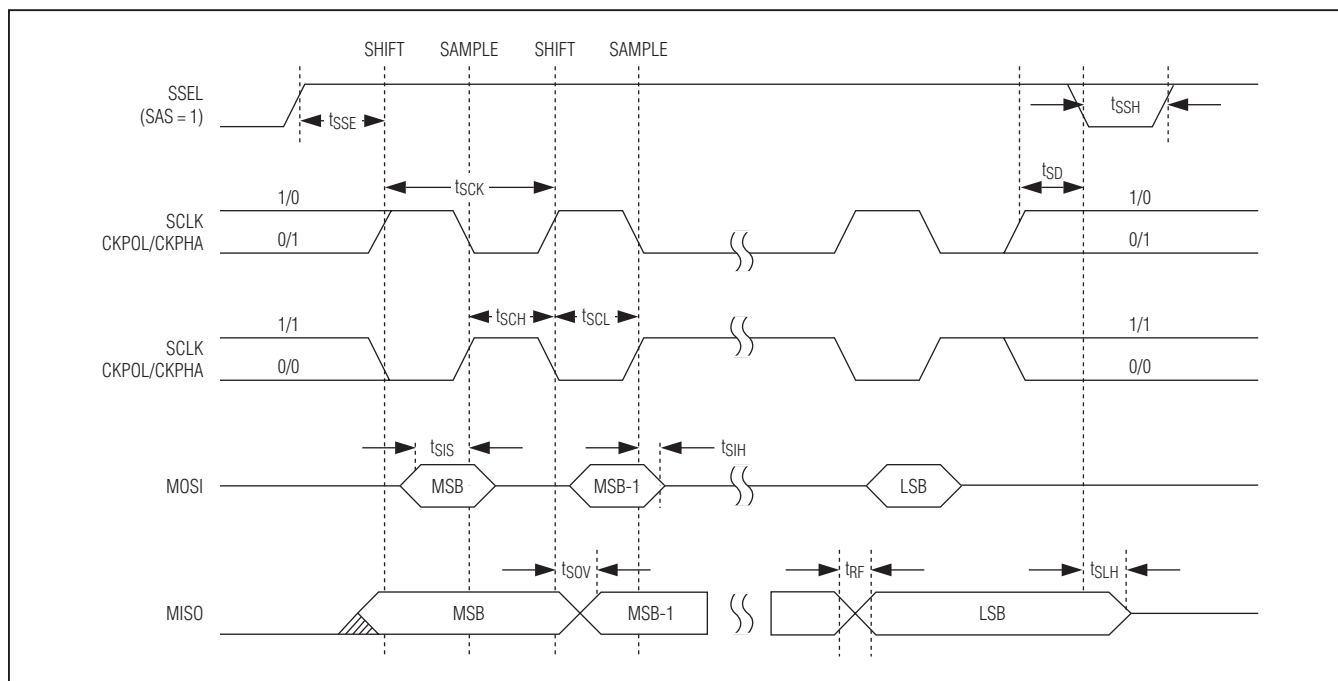 SHIFT SAMPLE SHIFT SAMPLE
SSEL
(SAS = 1)
tSSE
tSSH
tSCK
tSD
SCLK
CKPOL/CKPHA
1/0
0/1
1/0
0/1
tSCH
tSCL
SCLK
CKPOL/CKPHA
1/1
0/0
1/1
0/0
tSIS
tSIH
MOSI
MSB
MSB-1
LSB
tSOV
tRF
tSLH
MISO
MSB
MSB-1
LSB